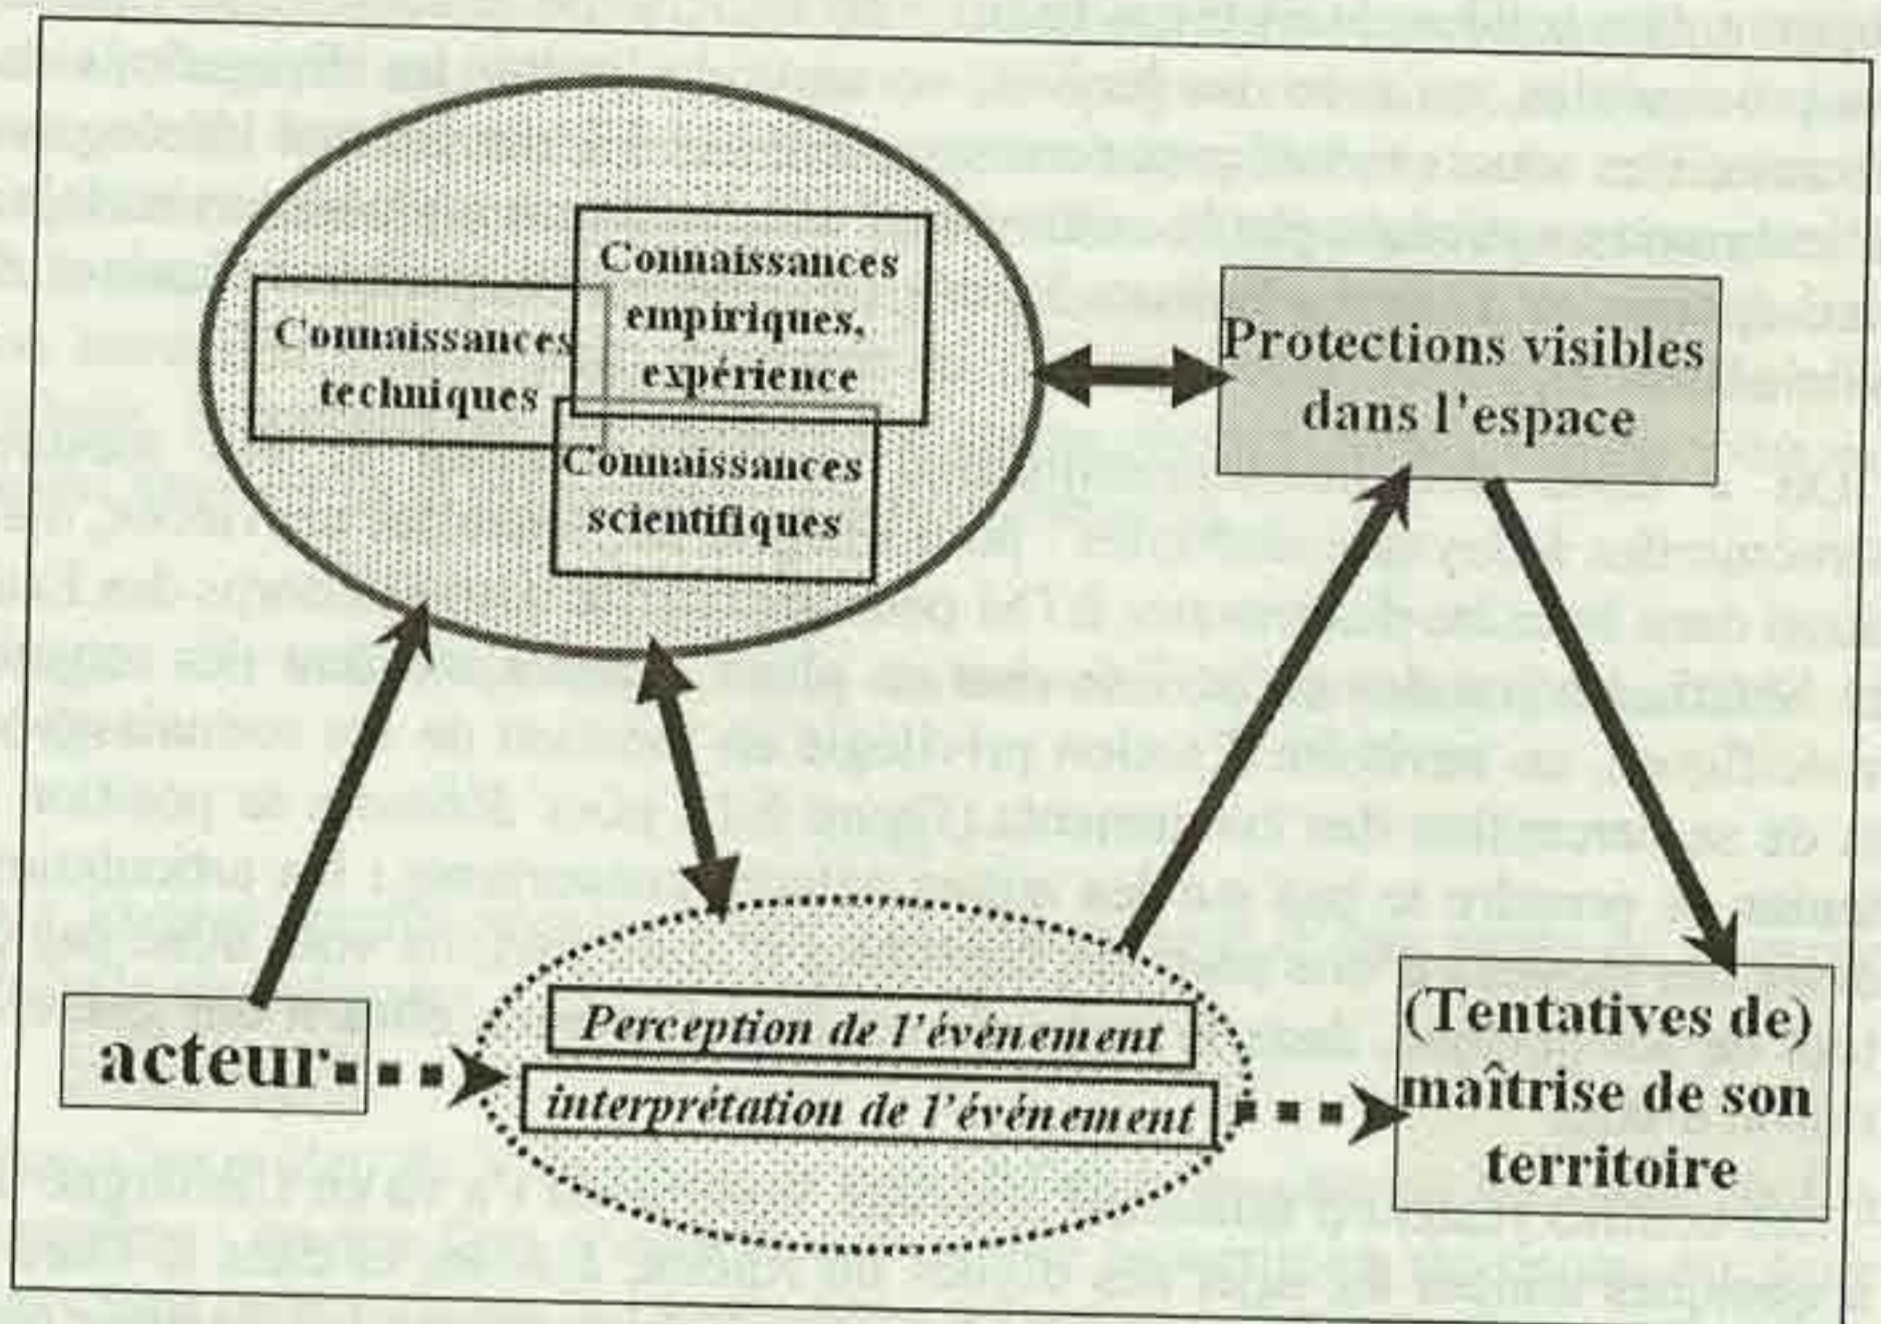 Connaissances
empiriques,
expérience
Connaissances
techniques
Connaissances
scientifiques
Protections visibles
dans l'espace
acteur
Perception de l'événement
interprétation de l'événement
(Tentatives de)
maîtrise de son
territoire